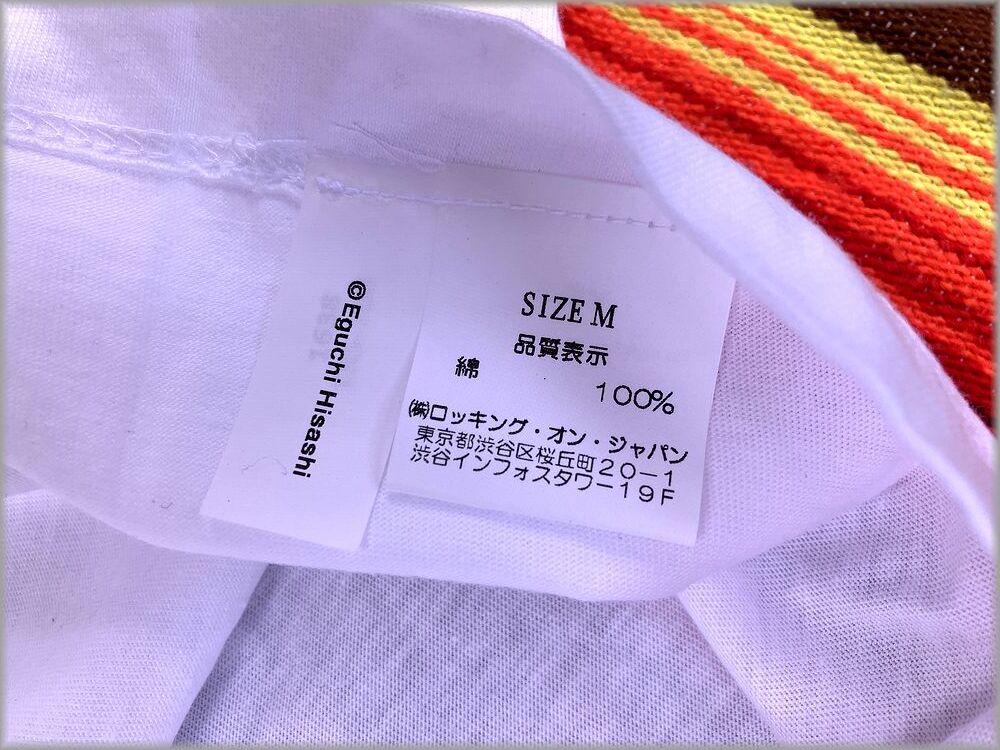 ©Eguchi Hisashi
SIZE M
品質表示
綿 100%
㈱ロッキング・オン・ジャパン
東京都渋谷区桜丘町20-1
渋谷インフォスタワー19F